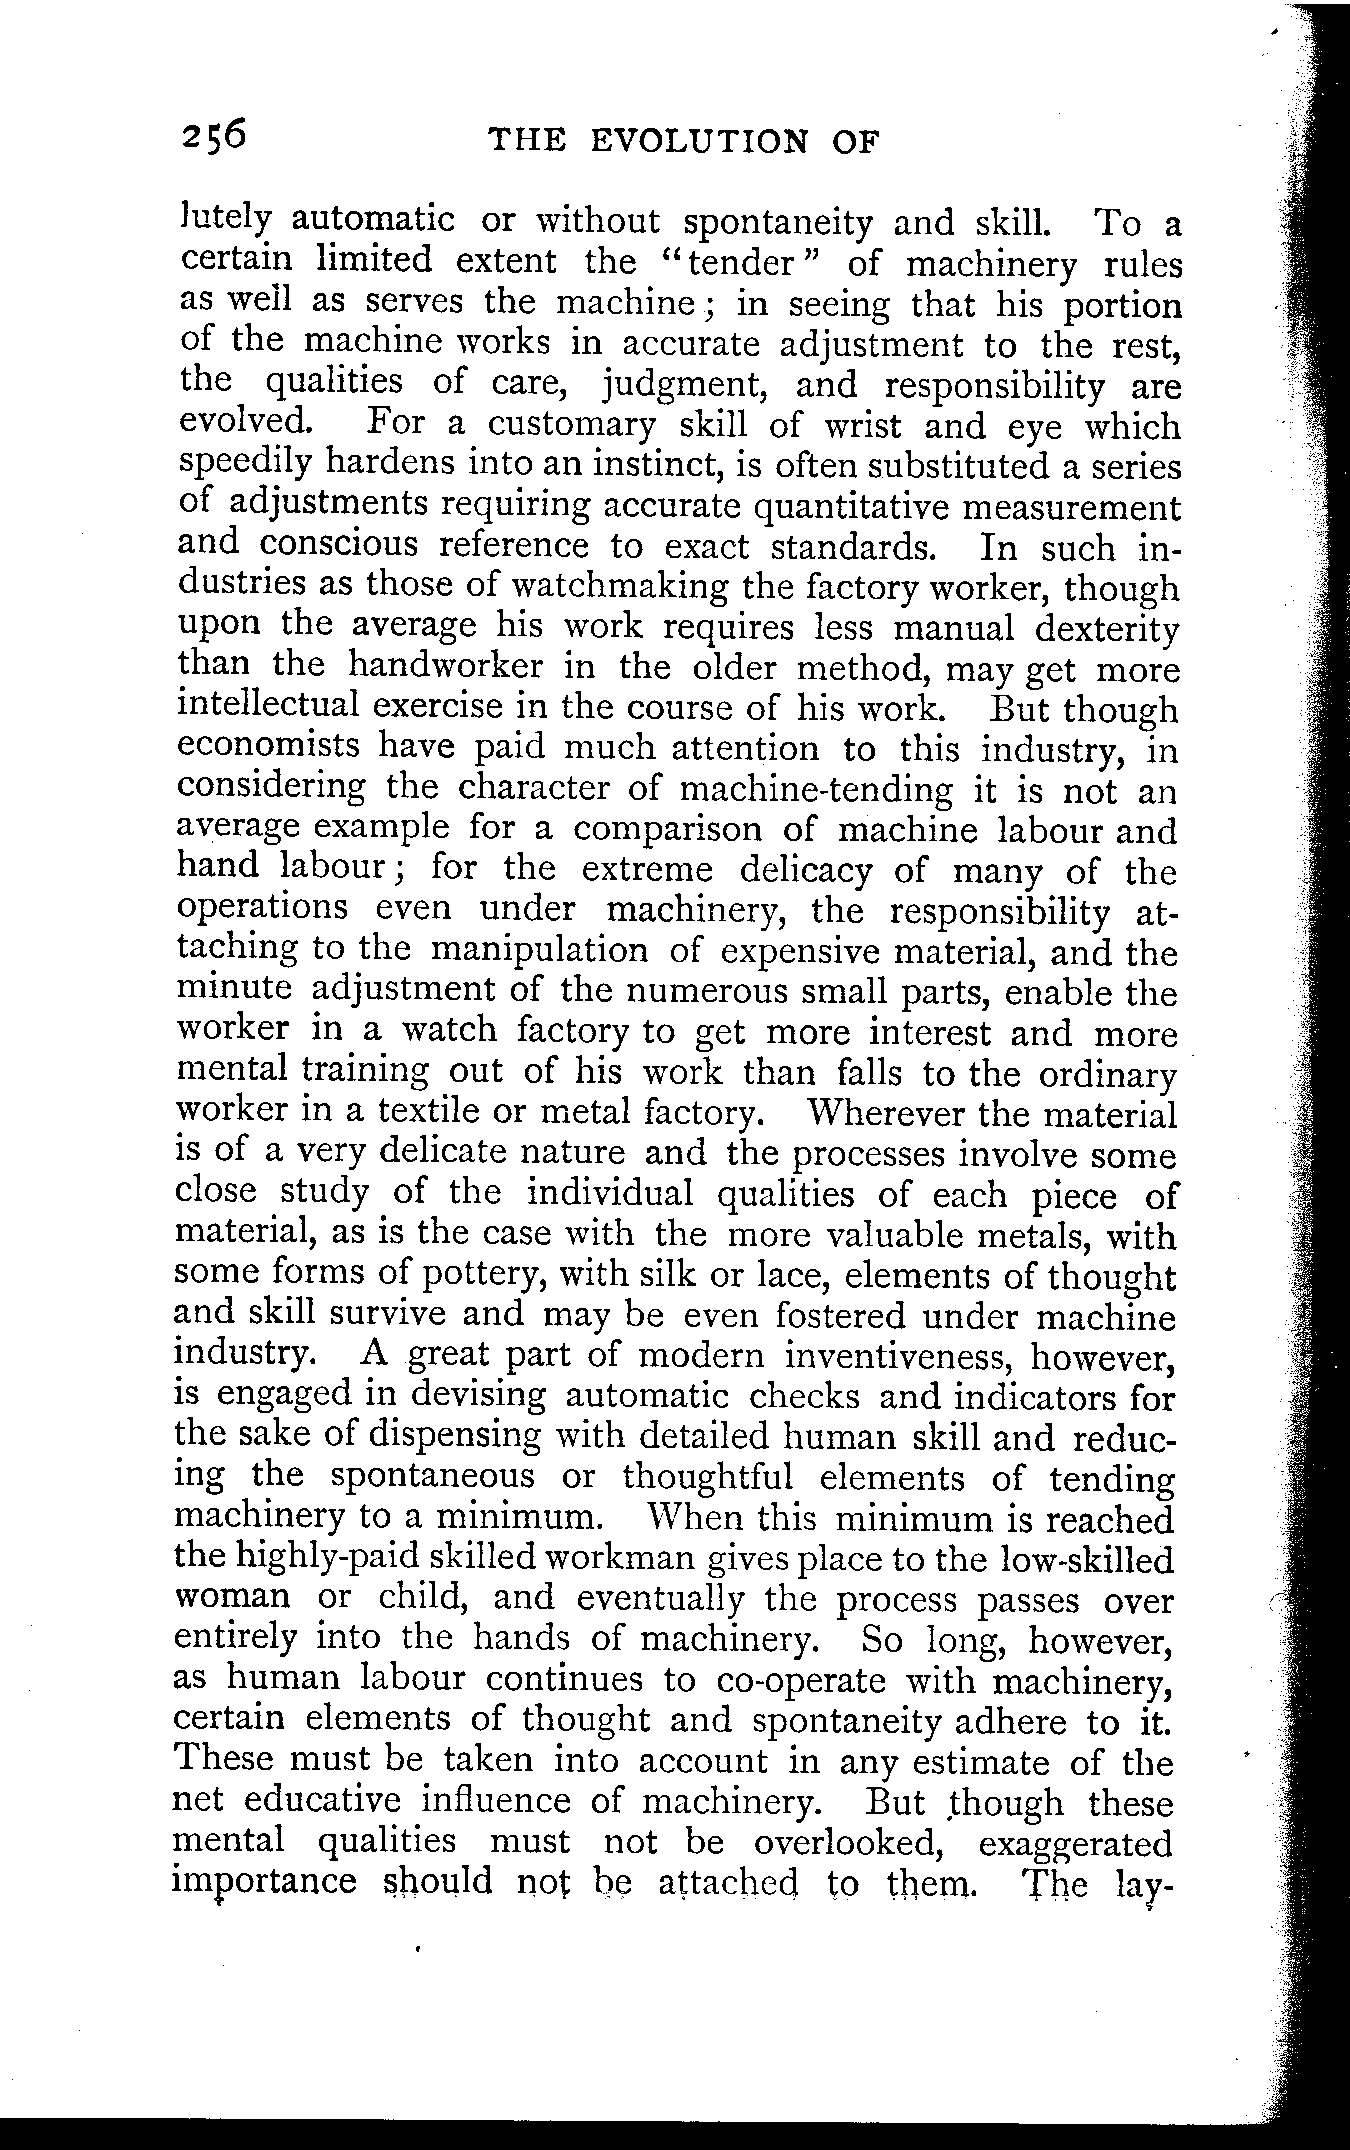 256 THE EVOLUTION OF
lutely automatic or without spontaneity and skill. To a
certain limited extent the "tender" of machinery rules
as well as serves the machine; in seeing that his portion
of the machine works in accurate adjustment to the rest,
the qualities of care, judgment, and responsibility are
evolved. For a customary skill of wrist and eye which
speedily hardens into an instinct, is often substituted a series
of adjustments requiring accurate quantitative measurement
and conscious reference to exact standards. In such in-
dustries as those of watchmaking the factory worker, though
upon the average his work requires less manual dexterity
than the handworker in the older method, may get more
intellectual exercise in the course of his work. But though
economists have paid much attention to this industry, in
considering the character of machine-tending it is not an
average example for a comparison of machine labour and
hand labour; for the extreme delicacy of many of the
operations even under machinery, the responsibility at-
taching to the manipulation of expensive material, and the
minute adjustment of the numerous small parts, enable the
worker in a watch factory to get more interest and more
mental training out of his work than falls to the ordinary
worker in a textile or metal factory. Wherever the material
is of a very delicate nature and the processes involve some
close study of the individual qualities of each piece of
material, as is the case with the more valuable metals, with
some forms of pottery, with silk or lace, elements of thought
and skill survive and may be even fostered under machine
industry. A great part of modern inventiveness, however,
is engaged in devising automatic checks and indicators for
the sake of dispensing with detailed human skill and reduc-
ing the spontaneous or thoughtful elements of tending
machinery to a minimum. When this minimum is reached
the highly-paid skilled workman gives place to the low-skilled
woman or child, and eventually the process passes over
entirely into the hands of machinery. So long, however,
as human labour continues to co-operate with machinery,
certain elements of thought and spontaneity adhere to it.
These must be taken into account in any estimate of the
net educative influence of machinery. But though these
mental qualities must not be overlooked, exaggerated
importance should not be attached to them. The lay-